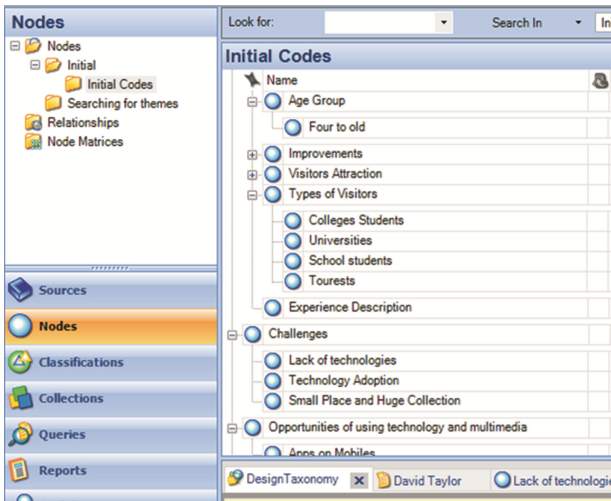 Nodes
Nodes
Initial
Initial Codes
Searching for themes
Relationships
Node Matrices
Sources
Nodes
Classifications
Collections
Queries
Reports
Look for:
Search In
In
Initial Codes
Name
Age Group
Four to old
Improvements
Visitors Attraction
Types of Visitors
Colleges Students
Universities
School students
Tourests
Experience Description
Challenges
Lack of technologies
Technology Adoption
Small Place and Huge Collection
Opportunities of using technology and multimedia
Apps on Mobiles
DesignTaxonomy
David Taylor
Lack of technologie